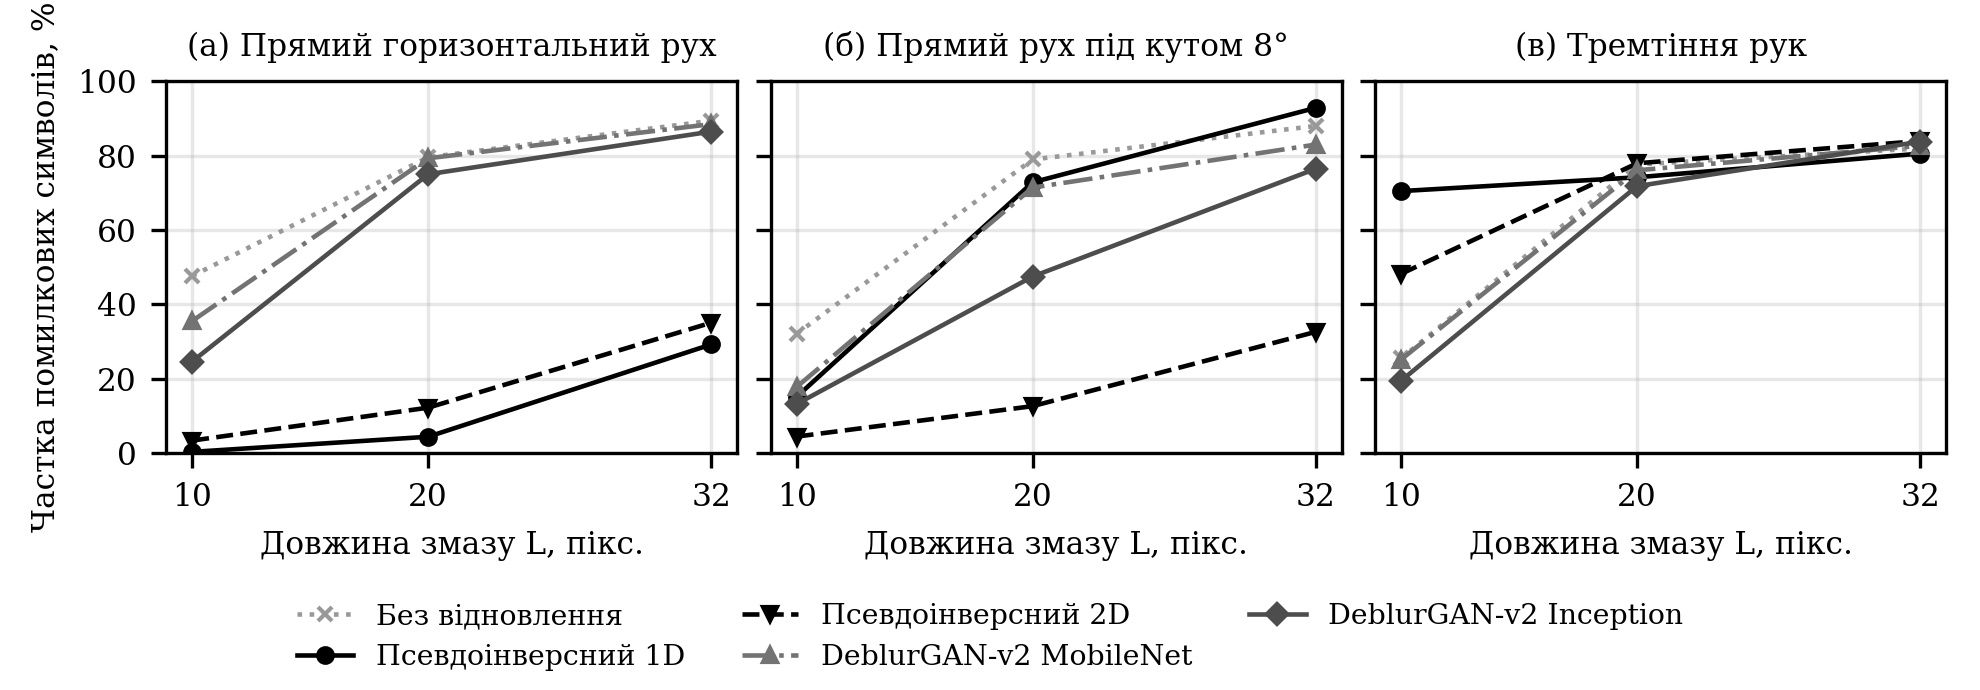 Частка помилкових символів, %
(а) Прямий горизонтальний рух
(б) Прямий рух під кутом 8°
(в) Тремтіння рук
100
80
60
40
20
0
10 20 32
10 20 32
10 20 32
Довжина змазу L, пікс.
Довжина змазу L, пікс.
Довжина змазу L, пікс.
Без відновлення
Псевдоінверсний 1D
Псевдоінверсний 2D
DeblurGAN-v2 MobileNet
DeblurGAN-v2 Inception